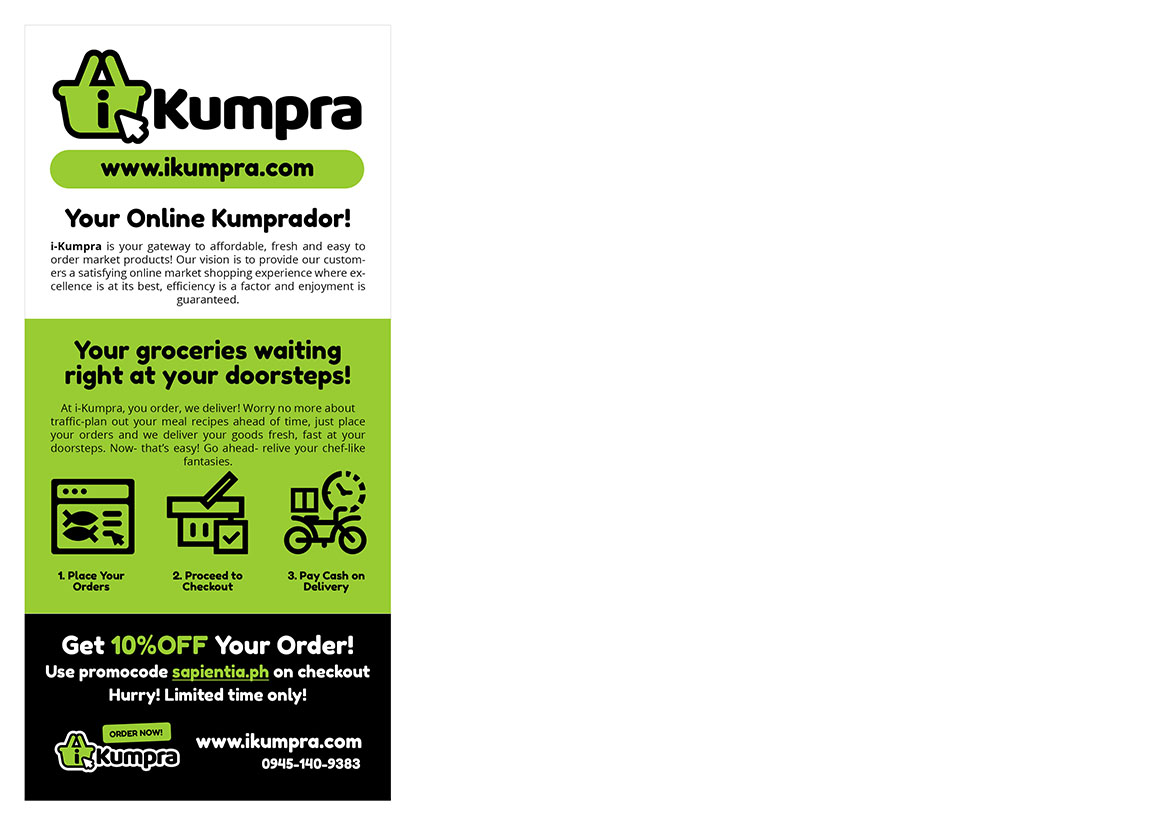 i Kumpra
www.ikumpra.com
Your Online Kumprador!
i-Kumpra is your gateway to affordable, fresh and easy to
order market products! Our vision is to provide our custom-
ers a satisfying online market shopping experience where ex-
cellence is at its best, efficiency is a factor and enjoyment is
guaranteed.
Your groceries waiting
right at your doorsteps!
At i-Kumpra, you order, we deliver! Worry no more about
traffic-plan out your meal recipes ahead of time, just place
your orders and we deliver your goods fresh, fast at your
doorsteps. Now- that's easy! Go ahead- relive your chef-like
fantasies.
1. Place Your
Orders
2. Proceed to
Checkout
3. Pay Cash on
Delivery
Get 10%OFF Your Order!
Use promocode sapientia.ph on checkout
Hurry! Limited time only!
ORDER NOW!
i Kumpra
www.ikumpra.com
0945-140-9383